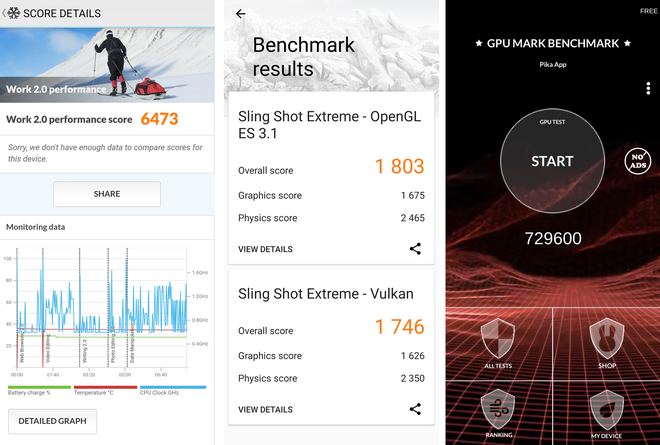 SCORE DETAILS
Work 2.0 performance
Work 2.0 performance score 6473
Sorry, we don't have enough data to compare scores for
this device.
SHARE
Monitoring data
100
80
60
40
20
1.6GHz
1.2GHz
0.8GHz
0.4GHz
Video Editing
Writing 2.0
Photo Editing
Data Manipulation
00:00
01:40
03:20
05:00
06:40
Battery charge %
Temperature °C
CPU Clock GHz
DETAILED GRAPH
Benchmark
results
Sling Shot Extreme - OpenGL
ES 3.1
Overall score 1 803
Graphics score 1 675
Physics score 2 465
VIEW DETAILS
Sling Shot Extreme - Vulkan
Overall score 1 746
Graphics score 1 626
Physics score 2 350
VIEW DETAILS
FREE
GPU MARK BENCHMARK
Pika App
GPU TEST
START
NO
ADS
729600
ALL TESTS
SHOP
RANKING
MY DEVICE